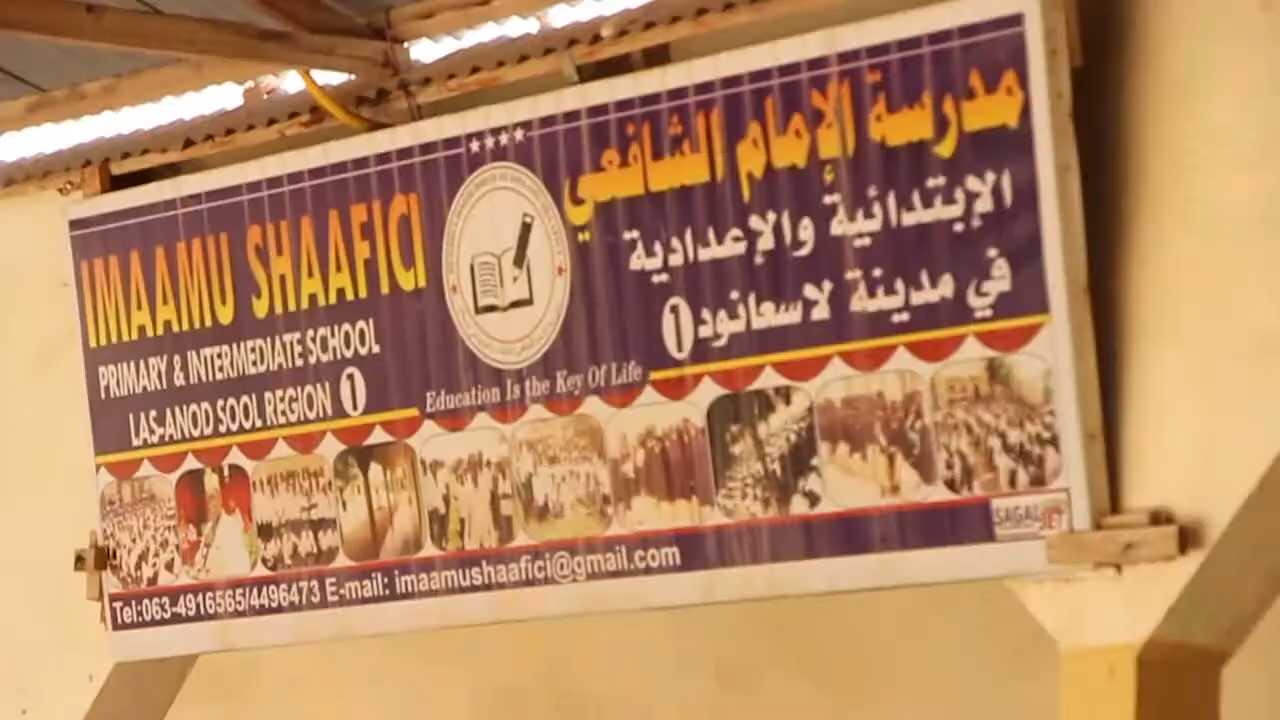 IMAAMU SHAAFICI
PRIMARY & INTERMEDIATE SCHOOL
LAS-ANOD SOOL REGION 1
Education Is the Key Of Life
مدرسة الإمام الشافعي
الإبتدائية والإعدادية
في مدينة لاسعانود 1
Tel:063-4916565/4496473 E-mail: imaamushaafici@gmail.com
SAGAL JET